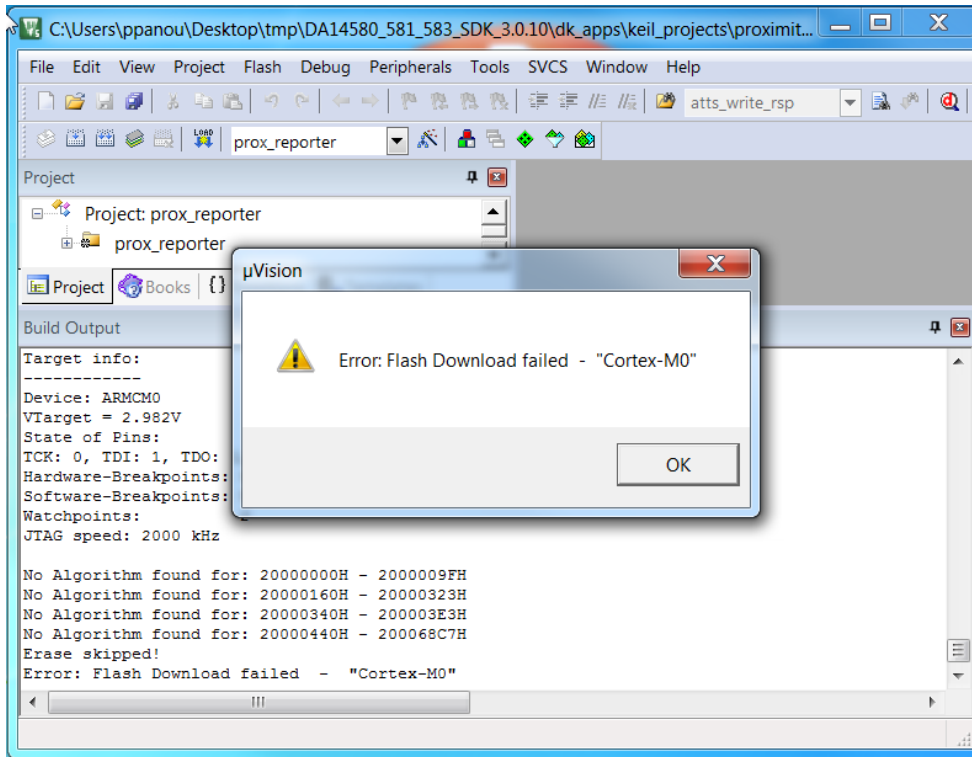 C:\Users\ppanou\Desktop\tmp\DA14580_581_583_SDK_3.0.10\dk_apps\keil_projects\proximit...
File Edit View Project Flash Debug Peripherals Tools SVCS Window Help
atts_write_rsp
LOAD prox_reporter
Project
Project: prox_reporter
prox_reporter
Project Books {}
µVision
Error: Flash Download failed - "Cortex-M0"
OK
Build Output
Target info:
------------
Device: ARMCM0
VTarget = 2.982V
State of Pins:
TCK: 0, TDI: 1, TDO:
Hardware-Breakpoints:
Software-Breakpoints:
Watchpoints:
JTAG speed: 2000 kHz
No Algorithm found for: 20000000H - 2000009FH
No Algorithm found for: 20000160H - 20000323H
No Algorithm found for: 20000340H - 200003E3H
No Algorithm found for: 20000440H - 200068C7H
Erase skipped!
Error: Flash Download failed - "Cortex-M0"